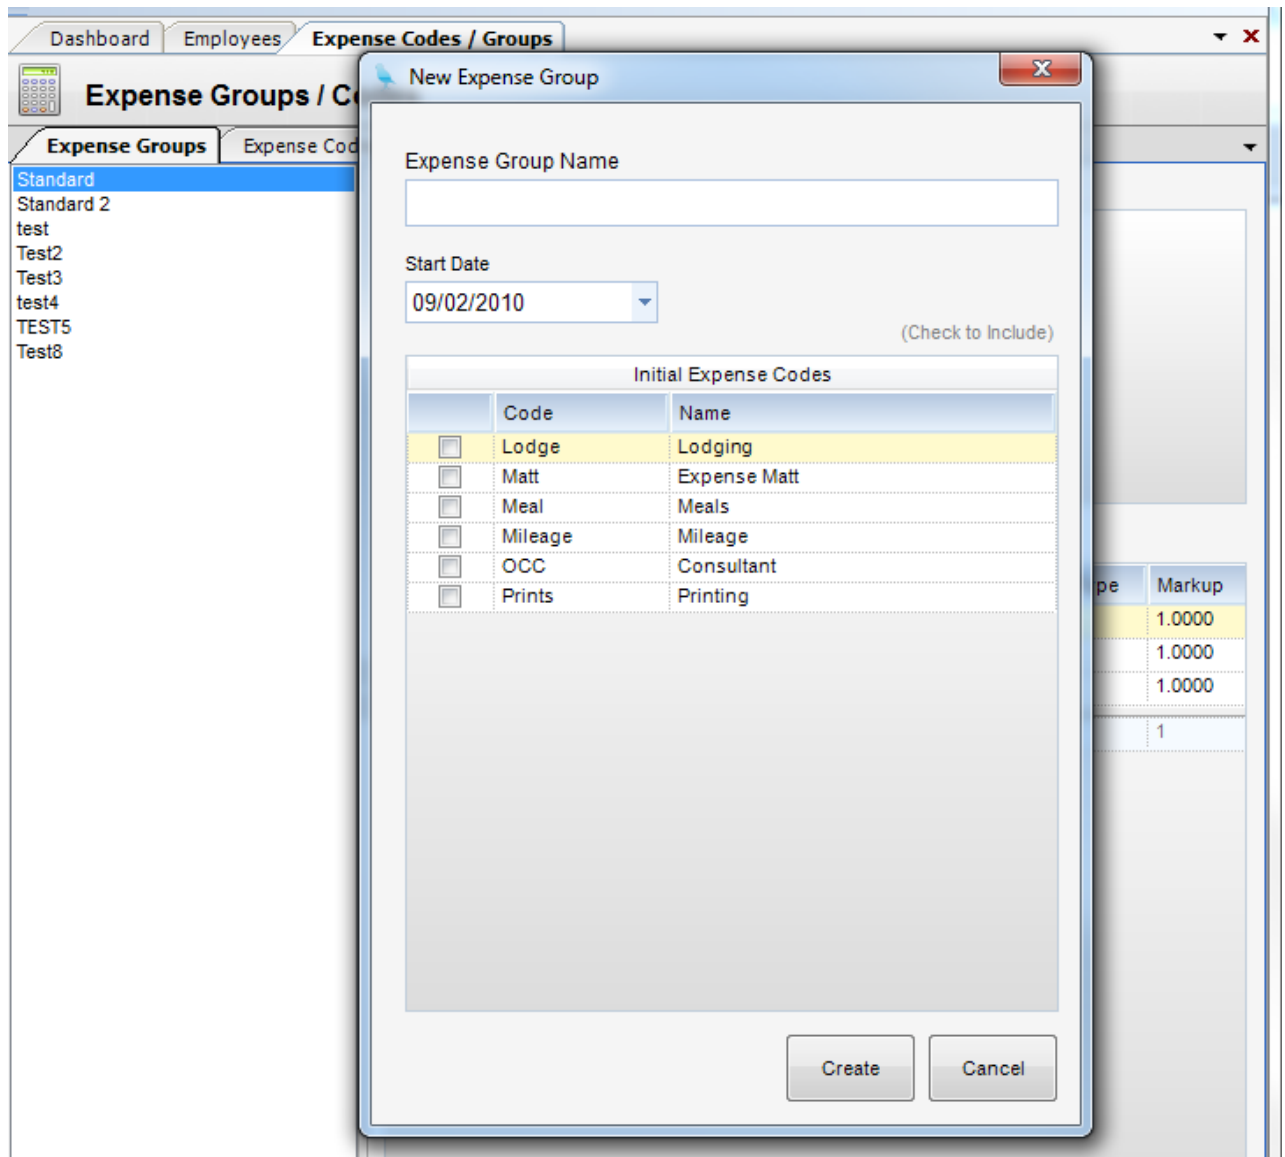 Dashboard Employees Expense Codes / Groups
Expense Groups /
Expense Groups Expense
Standard
Standard 2
test
Test2
Test3
test4
TEST5
Test8
New Expense Group
Expense Group Name
Start Date
09/02/2010
(Check to Include)
Initial Expense Codes
Code Name
Lodge Lodging
Matt Expense Matt
Meal Meals
Mileage Mileage
OCC Consultant
Prints Printing
Create Cancel
Markup
1.0000
1.0000
1.0000
1